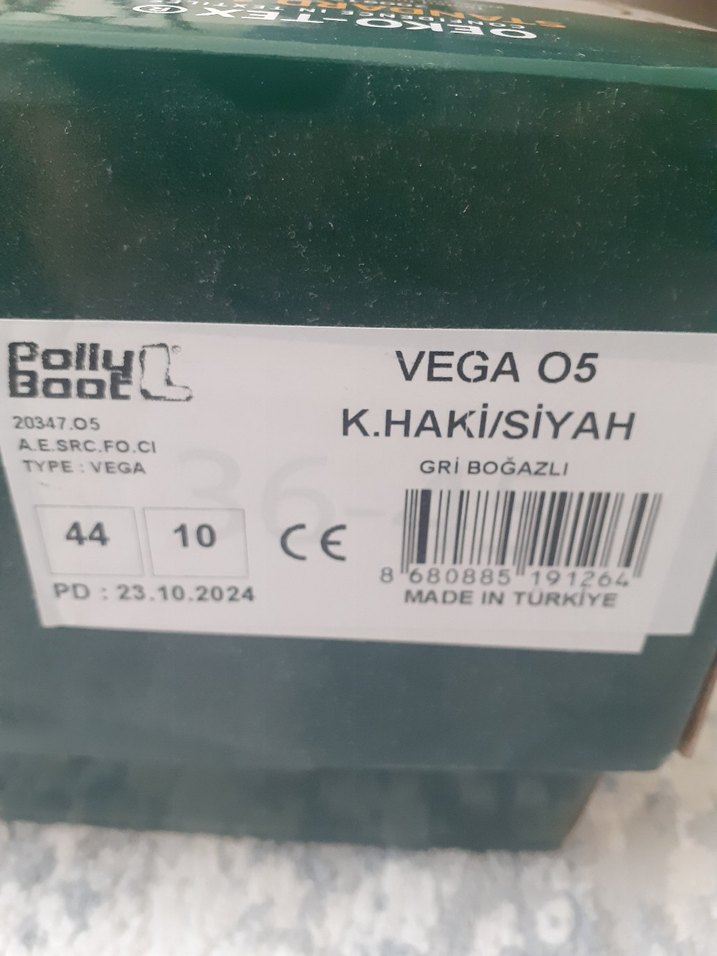 OEKO-TEX®
STANDARD
Polly
Boot
20347.O5
A.E.SRC.FO.CI
TYPE : VEGA
44
10
PD : 23.10.2024
VEGA O5
K.HAKİ/SİYAH
GRİ BOĞAZLI
CE
8 680885 191264
MADE IN TÜRKİYE